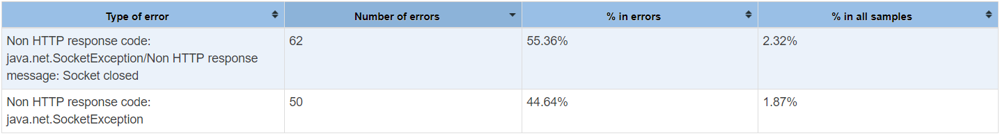 Type of error Number of errors % in errors % in all samples
Non HTTP response code: 62 55.36% 2.32%
java.net.SocketException/Non HTTP response
message: Socket closed
Non HTTP response code: 50 44.64% 1.87%
java.net.SocketException